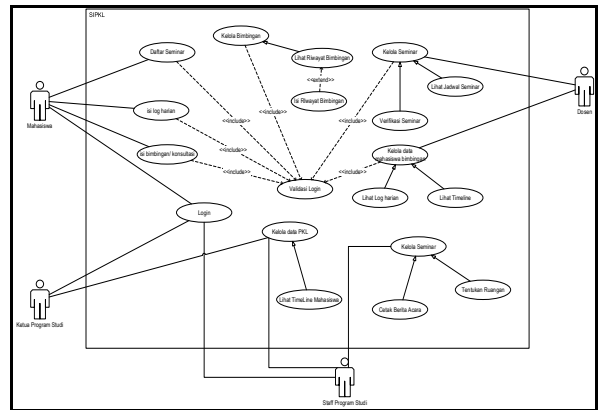 SIPKL
Daftar Seminar
Kelola Bimbingan
Kelola Seminar
Lihat Riwayat Bimbingan
<<extend>>
Lihat Jadwal Seminar
Isi Riwayat Bimbingan
Mahasiswa
Dosen
isi log harian
<<include>>
<<include>>
<<include>>
Verifikasi Seminar
<<include>>
isi bimbingan/ konsultasi
Kelola data
mahasiswa bimbingan
<<include>>
<<include>>
Validasi Login
Lihat Log harian
Lihat Timeline
Login
Kelola data PKL
Kelola Seminar
Lihat TimeLine Mahasiswa
Tentukan Ruangan
Cetak Berita Acara
Ketua Program Studi
Staff Program Studi